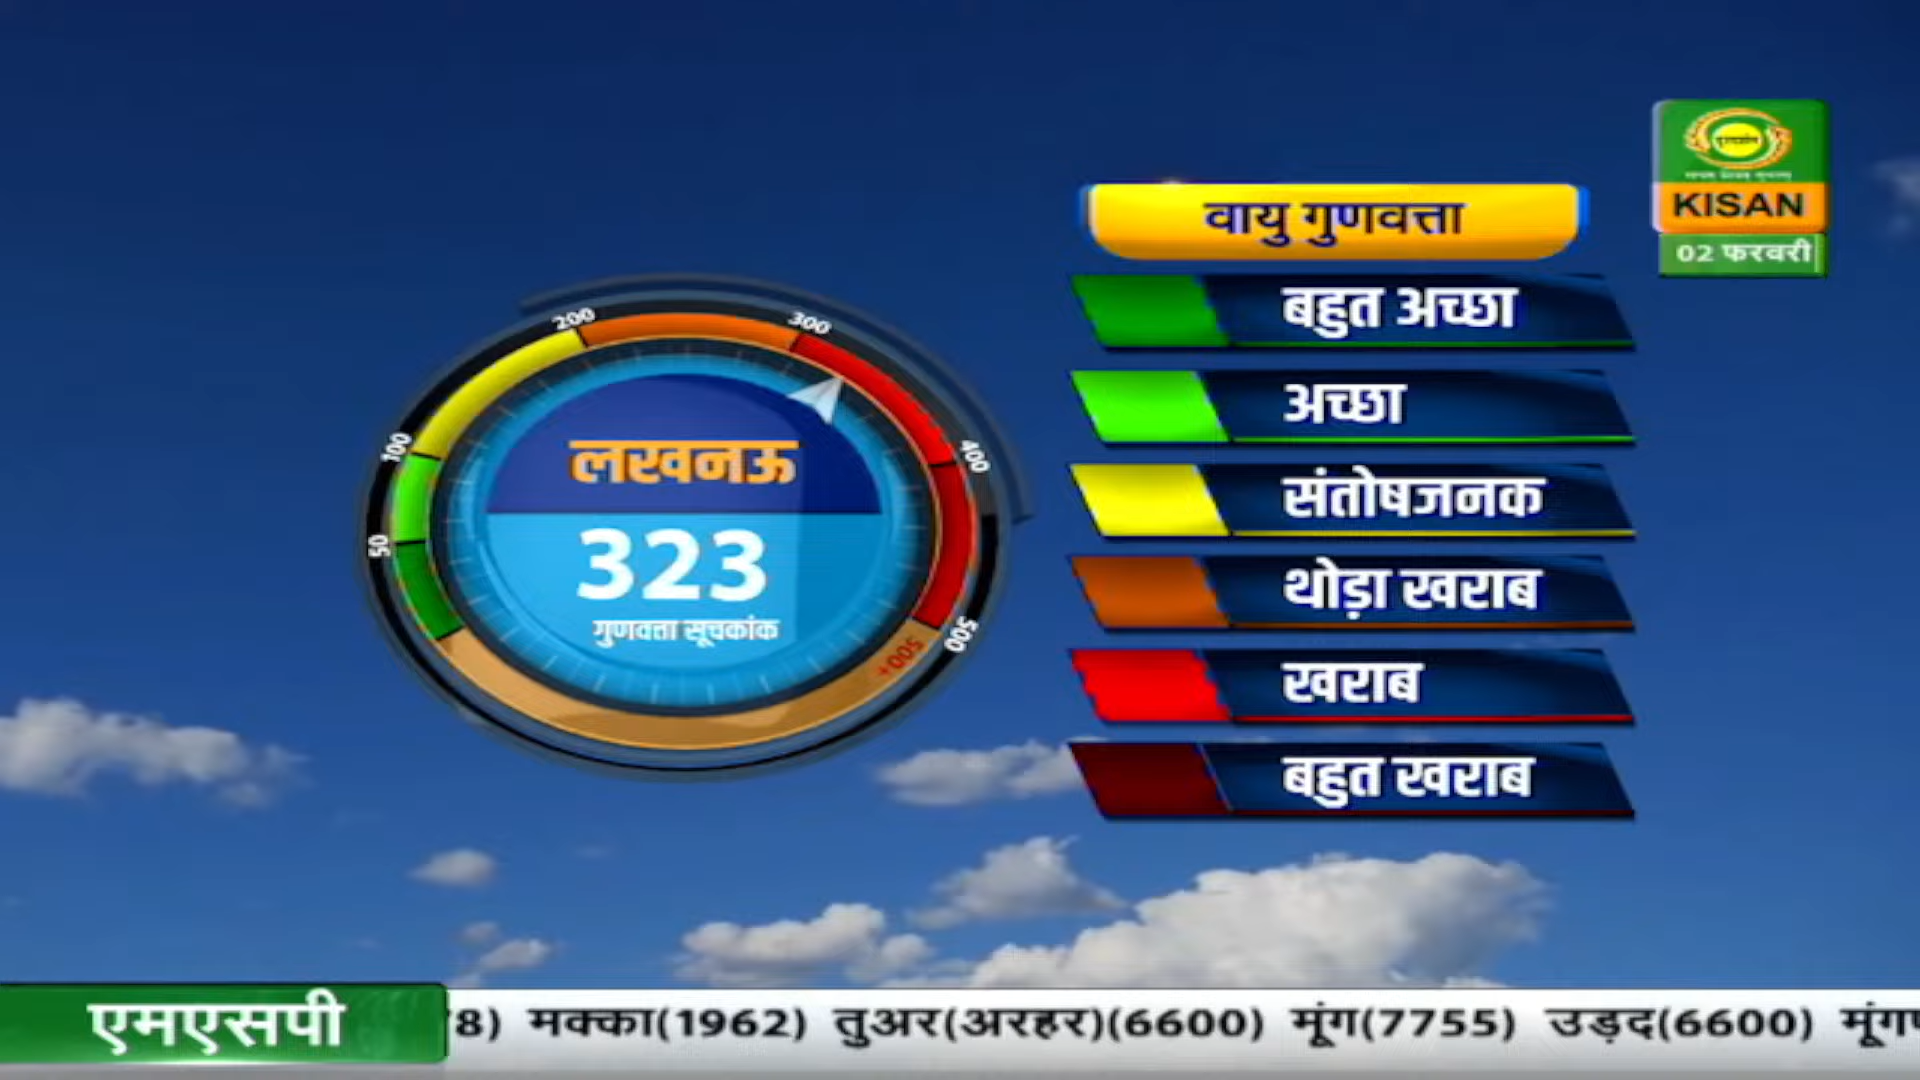 वायु गुणवत्ता
KISAN
02 फरवरी
बहुत अच्छा
अच्छा
संतोषजनक
थोड़ा खराब
खराब
बहुत खराब
50
100
200
300
400
500
500+
लखनऊ
323
गुणवत्ता सूचकांक
एमएसपी
8) मक्का(1962) तुअर(अरहर)(6600) मूंग(7755) उड़द(6600)